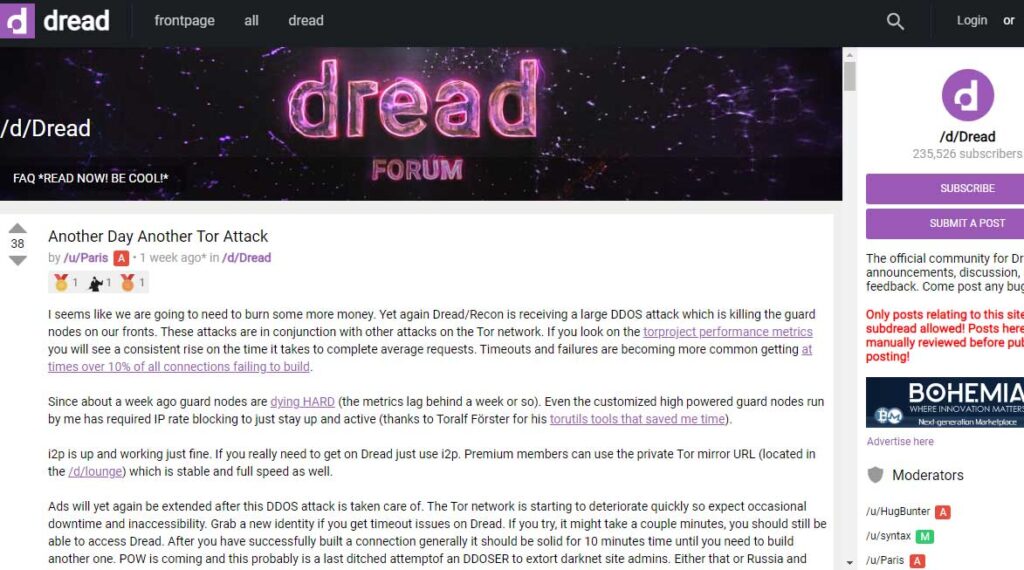 dread
frontpage
all
dread
Login or
dread
FORUM
/d/Dread
FAQ *READ NOW! BE COOL!*
38
Another Day Another Tor Attack
by /u/Paris A • 1 week ago* in /d/Dread
1 1 1
I seems like we are going to need to burn some more money. Yet again Dread/Recon is receiving a large DDOS attack which is killing the guard
nodes on our fronts. These attacks are in conjunction with other attacks on the Tor network. If you look on the torproject performance metrics
you will see a consistent rise on the time it takes to complete average requests. Timeouts and failures are becoming more common getting at
times over 10% of all connections failing to build.
Since about a week ago guard nodes are dying HARD (the metrics lag behind a week or so). Even the customized high powered guard nodes run
by me has required IP rate blocking to just stay up and active (thanks to Toralf Förster for his torutils tools that saved me time).
i2p is up and working just fine. If you really need to get on Dread just use i2p. Premium members can use the private Tor mirror URL (located in
the /d/lounge) which is stable and full speed as well.
Ads will yet again be extended after this DDOS attack is taken care of. The Tor network is starting to deteriorate quickly so expect occasional
downtime and inaccessibility. Grab a new identity if you get timeout issues on Dread. If you try, it might take a couple minutes, you should still be
able to access Dread. After you have successfully built a connection generally it should be solid for 10 minutes time until you need to build
another one. POW is coming and this probably is a last ditched attemptof an DDOSER to extort darknet site admins. Either that or Russia and
/d/Dread
235,526 subscribers
SUBSCRIBE
SUBMIT A POST
The official community for Dr
announcements, discussion,
feedback. Come post any bug
Only posts relating to this site
subdread allowed! Posts here
manually reviewed before pub
posting!
BOHEMIA
WHERE INNOVATION MATTERS
Next-generation Marketplace
Advertise here
Moderators
/u/HugBunter A
/u/syntax M
/u/Paris A